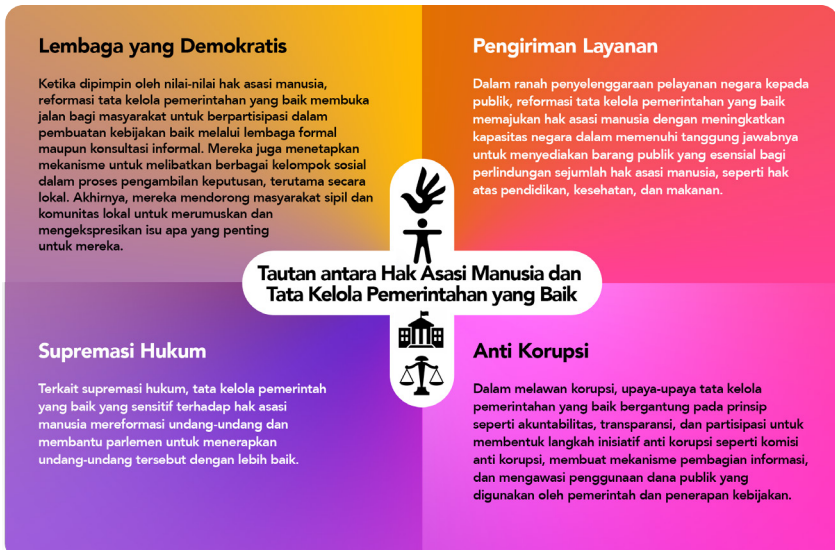 Lembaga yang Demokratis
Ketika dipimpin oleh nilai-nilai hak asasi manusia,
reformasi tata kelola pemerintahan yang baik membuka
jalan bagi masyarakat untuk berpartisipasi dalam
pembuatan kebijakan baik melalui lembaga formal
maupun konsultasi informal. Mereka juga menetapkan
mekanisme untuk melibatkan berbagai kelompok sosial
dalam proses pengambilan keputusan, terutama secara
lokal. Akhirnya, mereka mendorong masyarakat sipil dan
komunitas lokal untuk merumuskan dan
mengekspresikan isu apa yang penting
untuk mereka.
Pengiriman Layanan
Dalam ranah penyelenggaraan pelayanan negara kepada
publik, reformasi tata kelola pemerintahan yang baik
memajukan hak asasi manusia dengan meningkatkan
kapasitas negara dalam memenuhi tanggung jawabnya
untuk menyediakan barang publik yang esensial bagi
perlindungan sejumlah hak asasi manusia, seperti hak
atas pendidikan, kesehatan, dan makanan.
Tautan antara Hak Asasi Manusia dan
Tata Kelola Pemerintahan yang Baik
Supremasi Hukum
Terkait supremasi hukum, tata kelola pemerintah
yang baik yang sensitif terhadap hak asasi
manusia mereformasi undang-undang dan
membantu parlemen untuk menerapkan
undang-undang tersebut dengan lebih baik.
Anti Korupsi
Dalam melawan korupsi, upaya-upaya tata kelola
pemerintahan yang baik bergantung pada prinsip
seperti akuntabilitas, transparansi, dan partisipasi untuk
membentuk langkah inisiatif anti korupsi seperti komisi
anti korupsi, membuat mekanisme pembagian informasi,
dan mengawasi penggunaan dana publik yang
digunakan oleh pemerintah dan penerapan kebijakan.